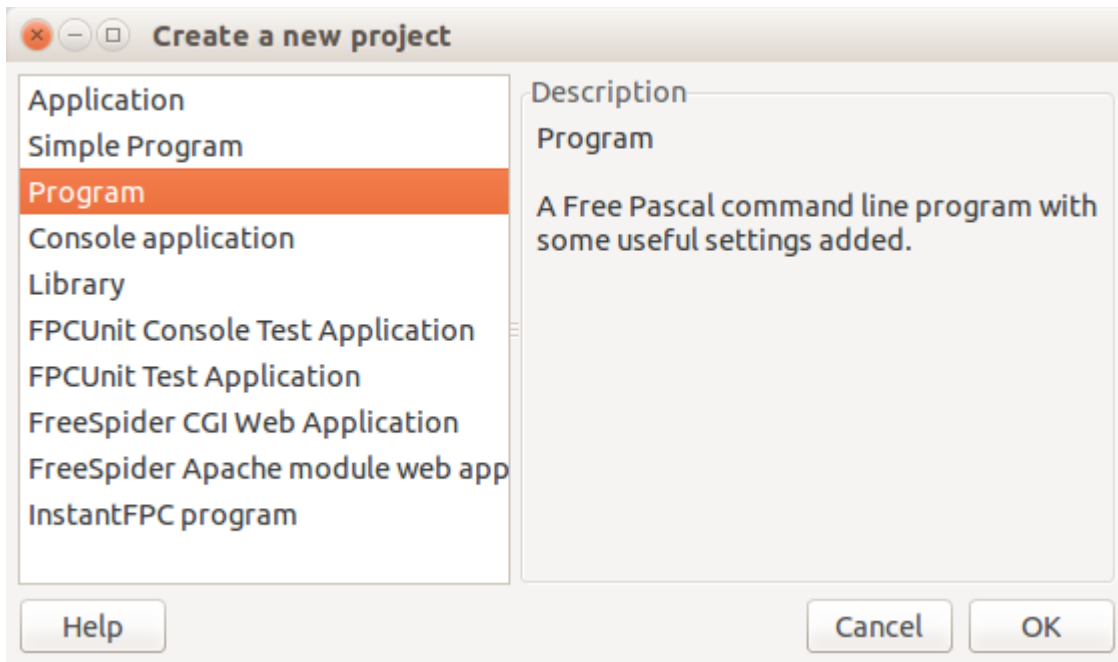 Create a new project
Application
Simple Program
Program
Console application
Library
FPCUnit Console Test Application
FPCUnit Test Application
FreeSpider CGI Web Application
FreeSpider Apache module web app
InstantFPC program
Description
Program
A Free Pascal command line program with
some useful settings added.
Help
Cancel
OK